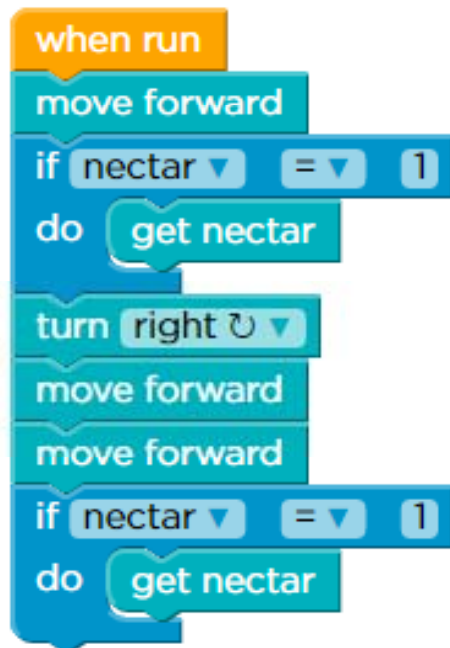 when run
move forward
if nectar ▼ = ▼ 1
do get nectar
turn right ↻ ▼
move forward
move forward
if nectar ▼ = ▼ 1
do get nectar